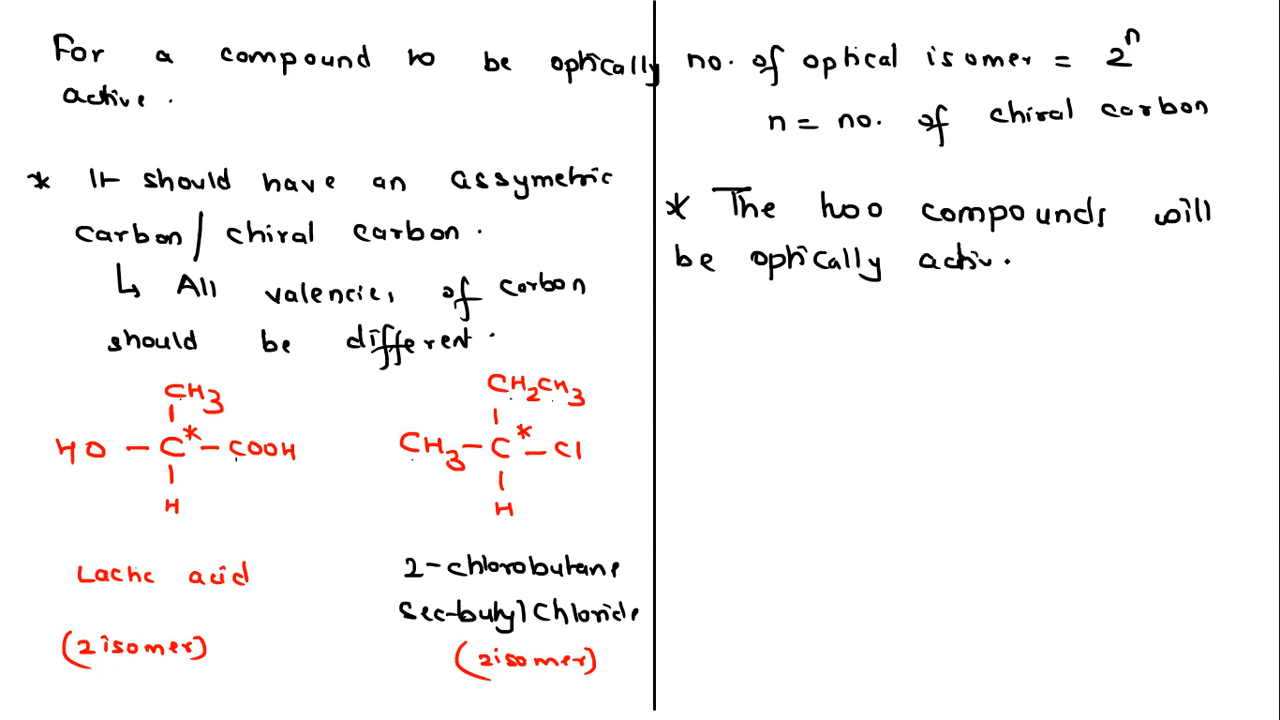 For a compound to be optically
active.
* It should have an assymetric
carbon / chiral carbon.
↳ All valencies of carbon
should be different.
CH3
HO - C* - COOH
H
Lactic acid
(2 isomer)
CH2CH3
CH3 - C* - Cl
H
2-chlorobutane
Sec-butyl Chloride
(2 isomer)
no. of optical isomer = 2^n
n = no. of chiral carbon
* The two compounds will
be optically activ.